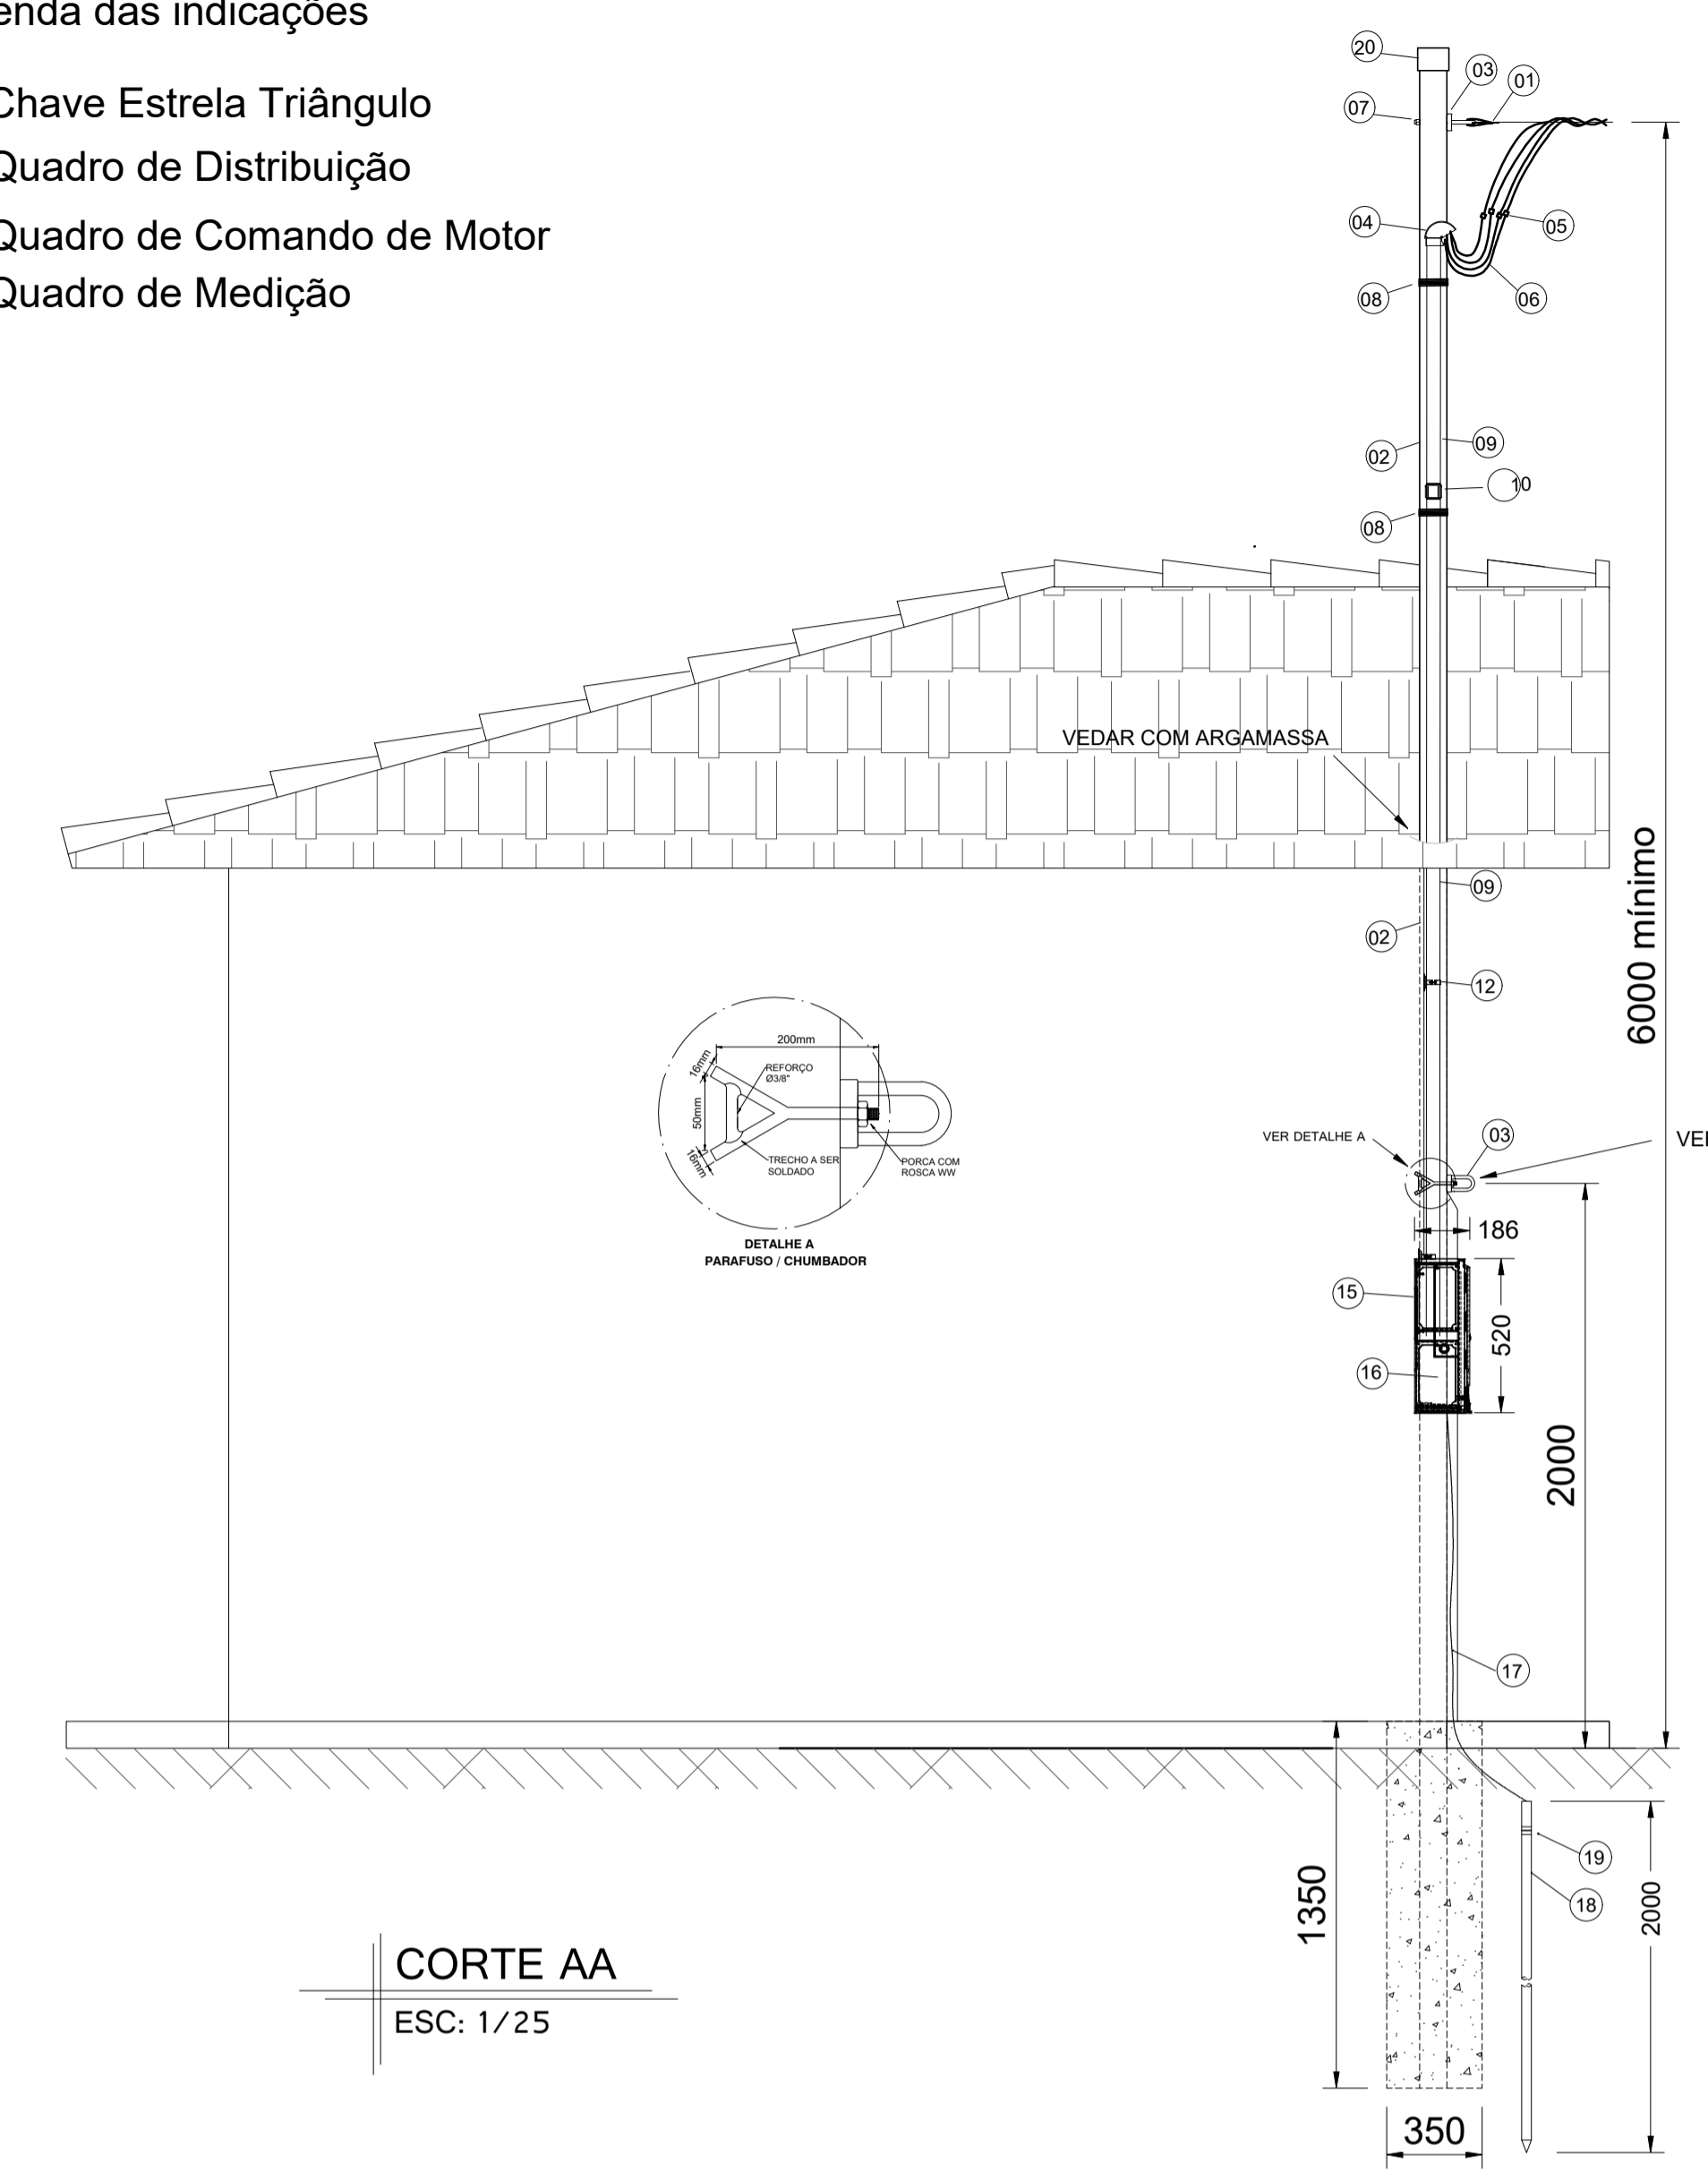 enda das indicações
Chave Estrela Triângulo
Quadro de Distribuição
Quadro de Comando de Motor
Quadro de Medição
20
03
01
07
04
05
08
06
02
09
10
08
VEDAR COM ARGAMASSA
09
02
12
6000 mínimo
200mm
16mm
REFORÇO
Ø3/8"
50mm
16mm
TRECHO A SER
SOLDADO
PORCA COM
ROSCA WW
DETALHE A
PARAFUSO / CHUMBADOR
VER DETALHE A
03
VER
186
15
520
16
2000
17
19
18
1350
2000
350
CORTE AA
ESC: 1/25